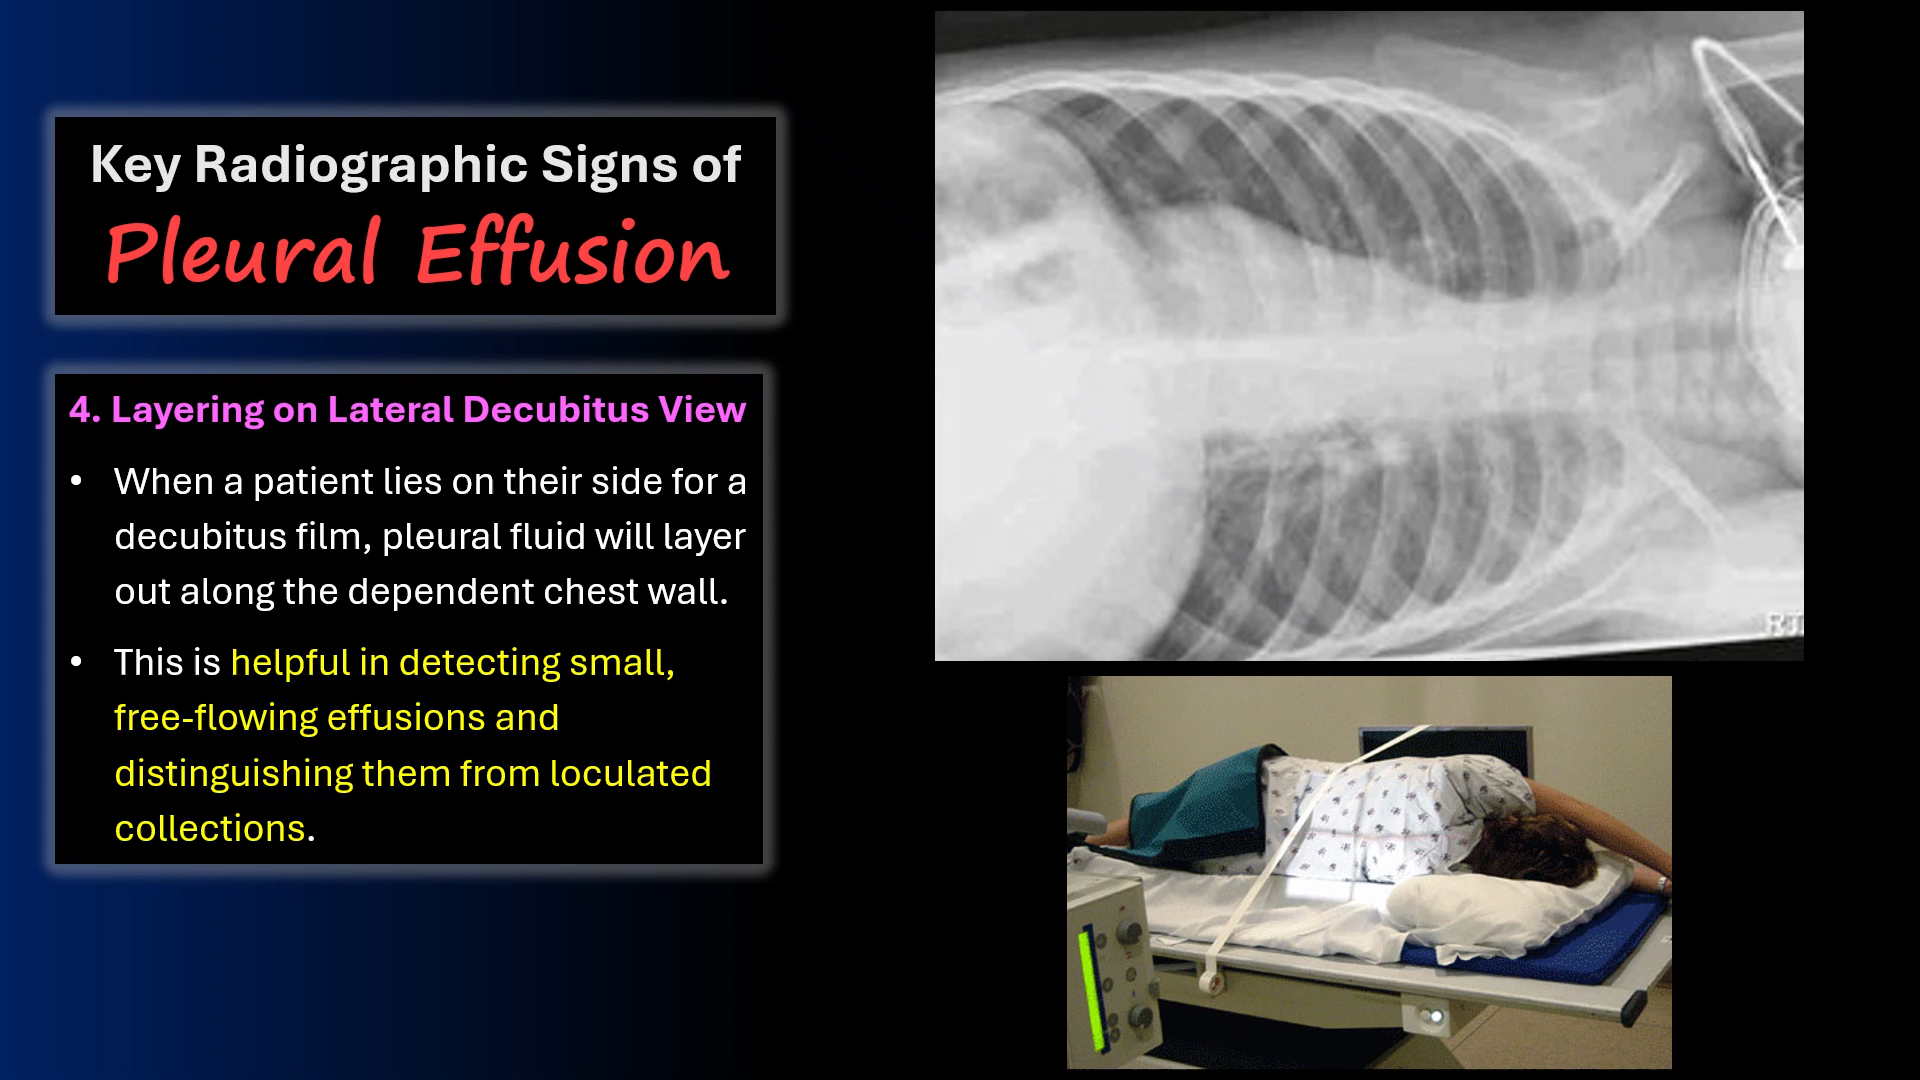 Key Radiographic Signs of
Pleural Effusion
4. Layering on Lateral Decubitus View
• When a patient lies on their side for a
decubitus film, pleural fluid will layer
out along the dependent chest wall.
• This is helpful in detecting small,
free-flowing effusions and
distinguishing them from loculated
collections.